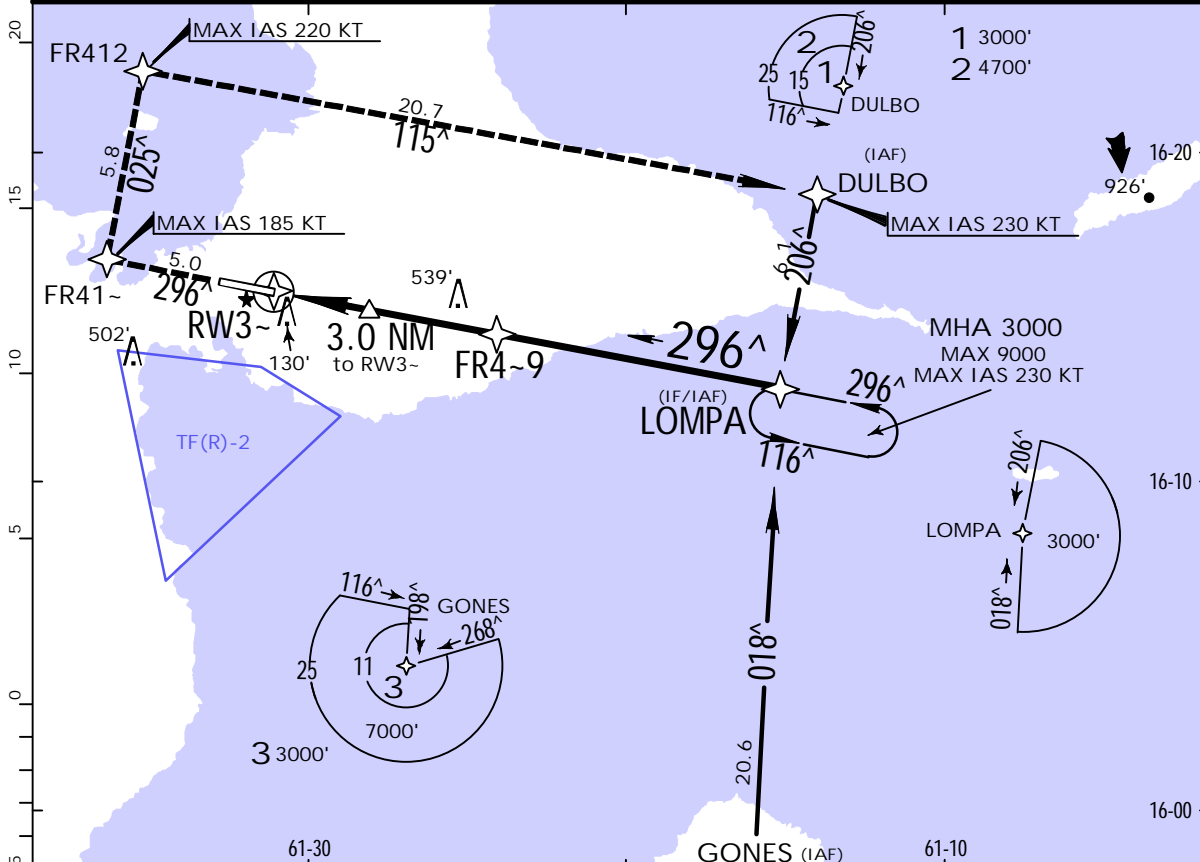 20
MAX IAS 220 KT
FR412
2
206^
1 3000'
2 4700'
25
15
1
DULBO
116^
20.7
115^
5.8
025^
(IAF)
DULBO
16-20
926'
15
MAX IAS 185 KT
MAX IAS 230 KT
6.1
206^
5.0
296^
FR41~
539'
RW3~
3.0 NM
to RW3~
130'
502'
FR4~9
296^
MHA 3000
MAX 9000
MAX IAS 230 KT
10
(IF/IAF)
LOMPA
296^
116^
TF(R)-2
206^
16-10
LOMPA
3000'
5
018^
116^
198^
GONES
268^
25
11
3
7000'
018^
0
3 3000'
20.6
16-00
61-30
61-10
GONES (IAF)
5